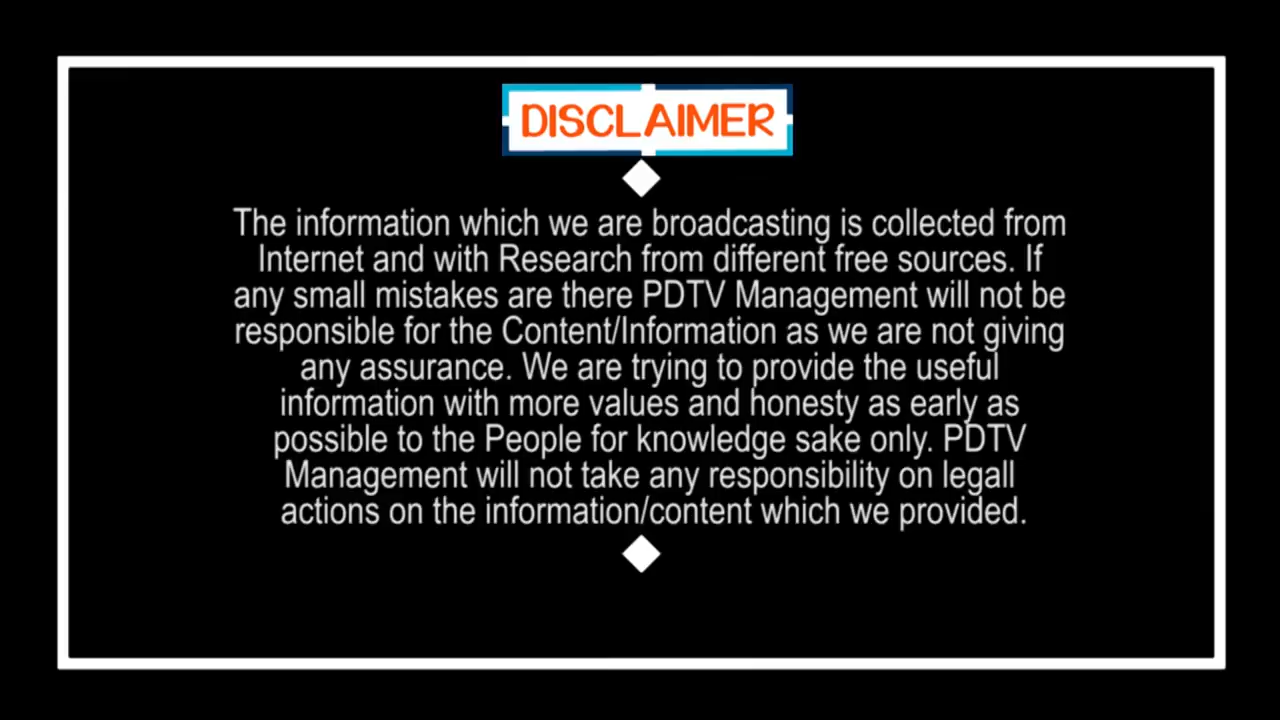 DISCLAIMER
The information which we are broadcasting is collected from
Internet and with Research from different free sources. If
any small mistakes are there PDTV Management will not be
responsible for the Content/Information as we are not giving
any assurance. We are trying to provide the useful
information with more values and honesty as early as
possible to the People for knowledge sake only. PDTV
Management will not take any responsibility on legall
actions on the information/content which we provided.